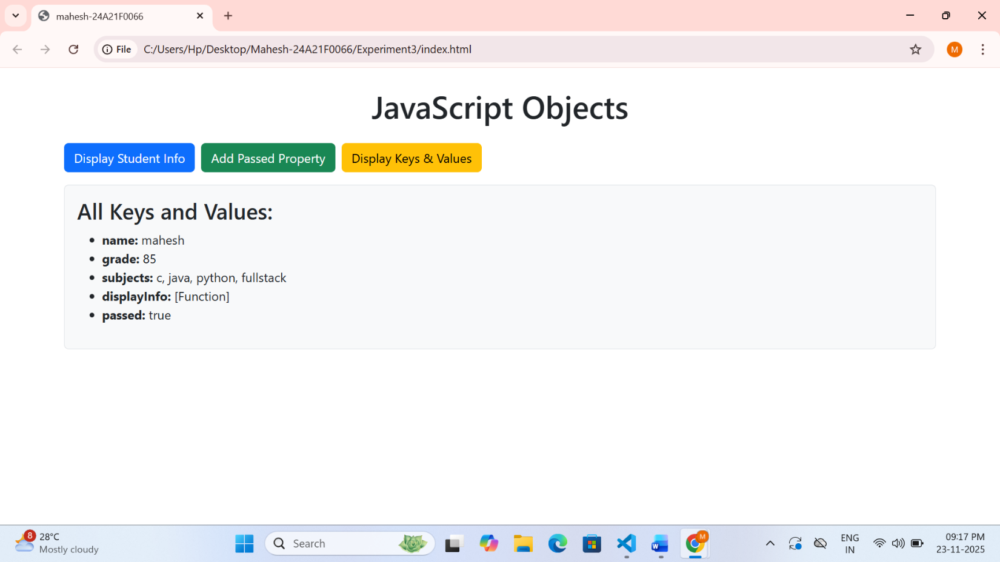 mahesh-24A21F0066
File
C:/Users/Hp/Desktop/Mahesh-24A21F0066/Experiment3/index.html
M
JavaScript Objects
Display Student Info
Add Passed Property
Display Keys & Values
All Keys and Values:
name: mahesh
grade: 85
subjects: c, java, python, fullstack
displayInfo: [Function]
passed: true
8
28°C
Mostly cloudy
Search
W
M
ENG
IN
09:17 PM
23-11-2025